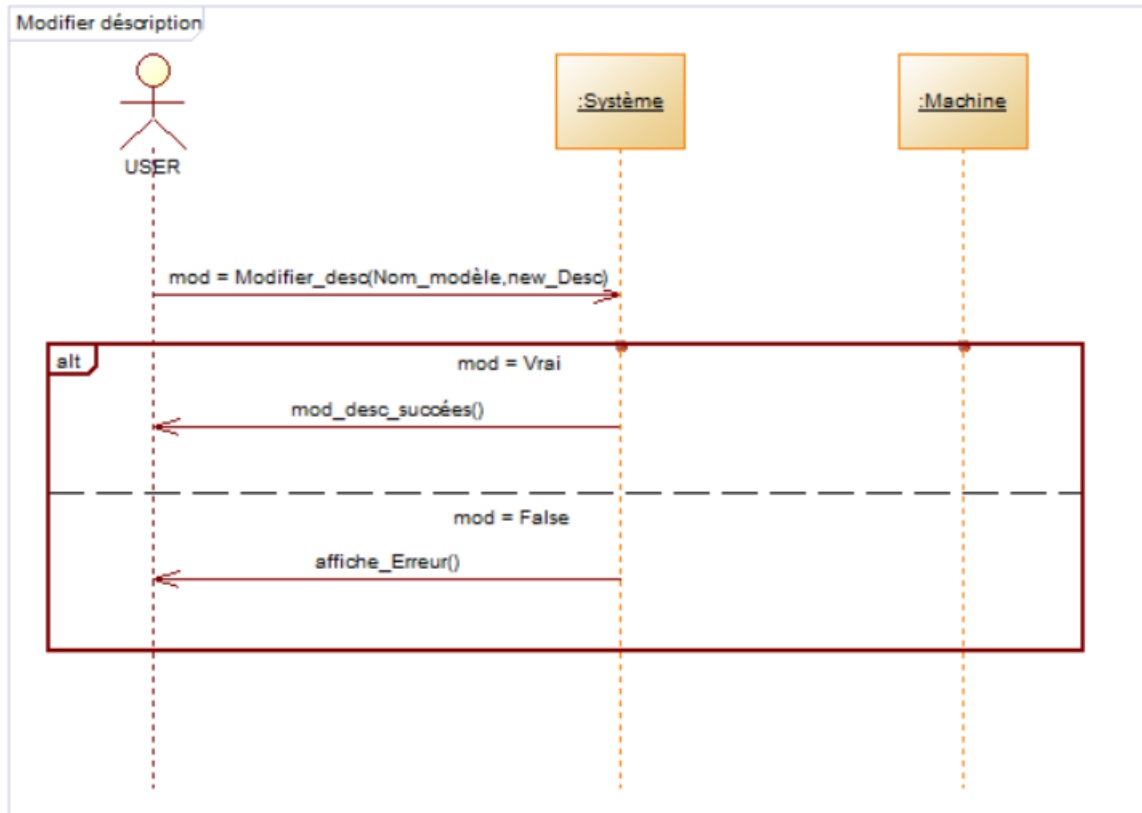 Modifier déscription
USER
:Système
:Machine
mod = Modifier_desc(Nom_modèle,new_Desc)
alt
mod = Vrai
mod_desc_succées()
mod = False
affiche_Erreur()